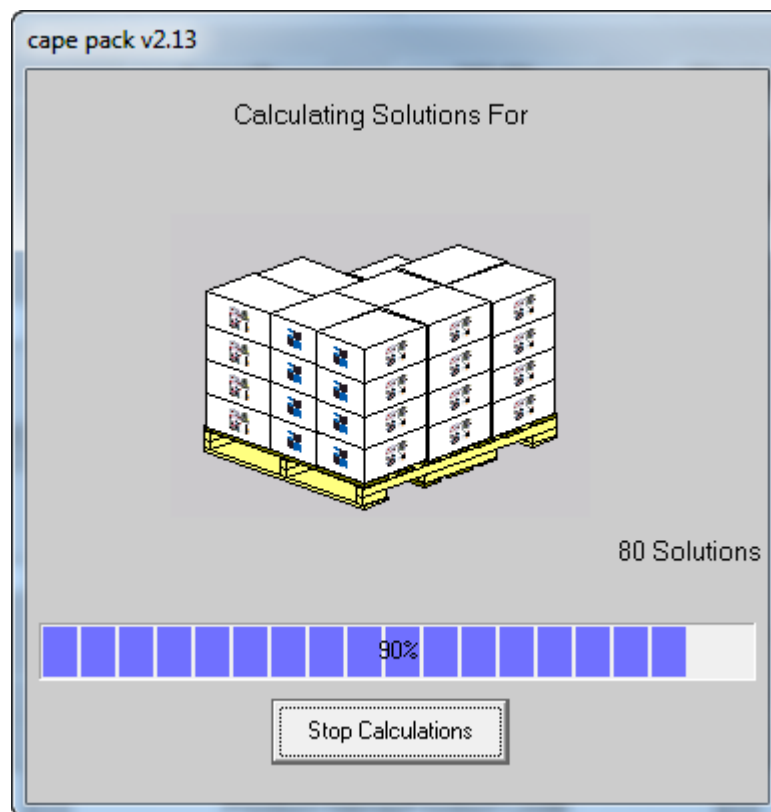 cape pack v2.13
Calculating Solutions For
80 Solutions
90%
Stop Calculations